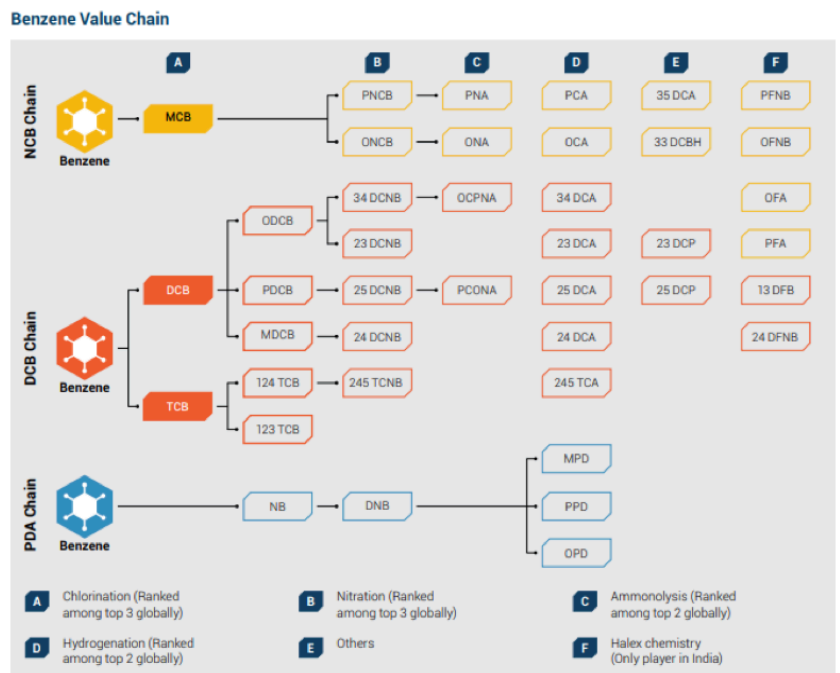 Benzene Value Chain
A B C D E F
NCB Chain
Benzene
MCB
PNCB PNA PCA 35 DCA PFNB
ONCB ONA OCA 33 DCBH OFNB
DCB Chain
Benzene
DCB
TCB
ODCB
PDCB
MDCB
124 TCB
123 TCB
34 DCNB OCPNA 34 DCA OFA
23 DCNB 23 DCA 23 DCP PFA
25 DCNB PCONA 25 DCA 25 DCP 13 DFB
24 DCNB 24 DCA 24 DFNB
245 TCNB 245 TCA
PDA Chain
Benzene
NB
DNB
MPD
PPD
OPD
A Chlorination (Ranked
among top 3 globally)
B Nitration (Ranked
among top 3 globally)
C Ammonolysis (Ranked
among top 2 globally)
D Hydrogenation (Ranked
among top 2 globally)
E Others
F Halex chemistry
(Only player in India)